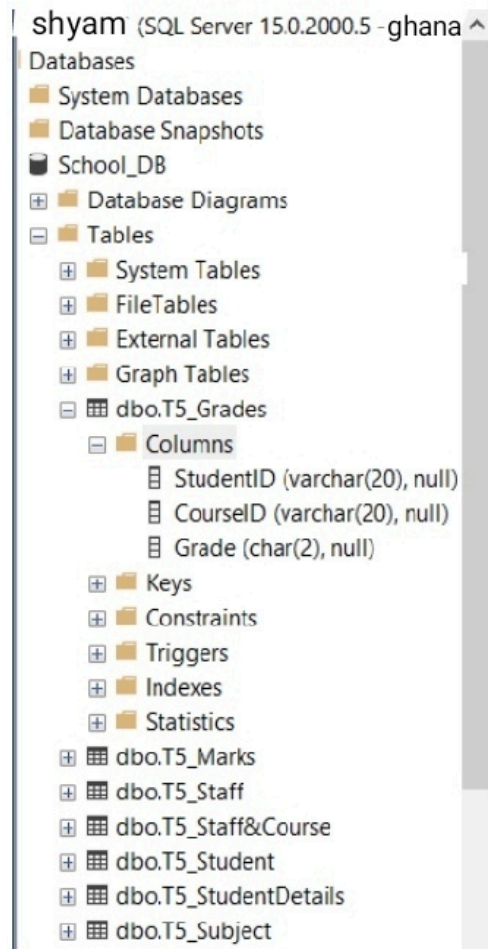 shyam (SQL Server 15.0.2000.5 - ghana
Databases
System Databases
Database Snapshots
School_DB
Database Diagrams
Tables
System Tables
FileTables
External Tables
Graph Tables
dbo.T5_Grades
Columns
StudentID (varchar(20), null)
CourseID (varchar(20), null)
Grade (char(2), null)
Keys
Constraints
Triggers
Indexes
Statistics
dbo.T5_Marks
dbo.T5_Staff
dbo.T5_Staff&Course
dbo.T5_Student
dbo.T5_StudentDetails
dbo.T5_Subject